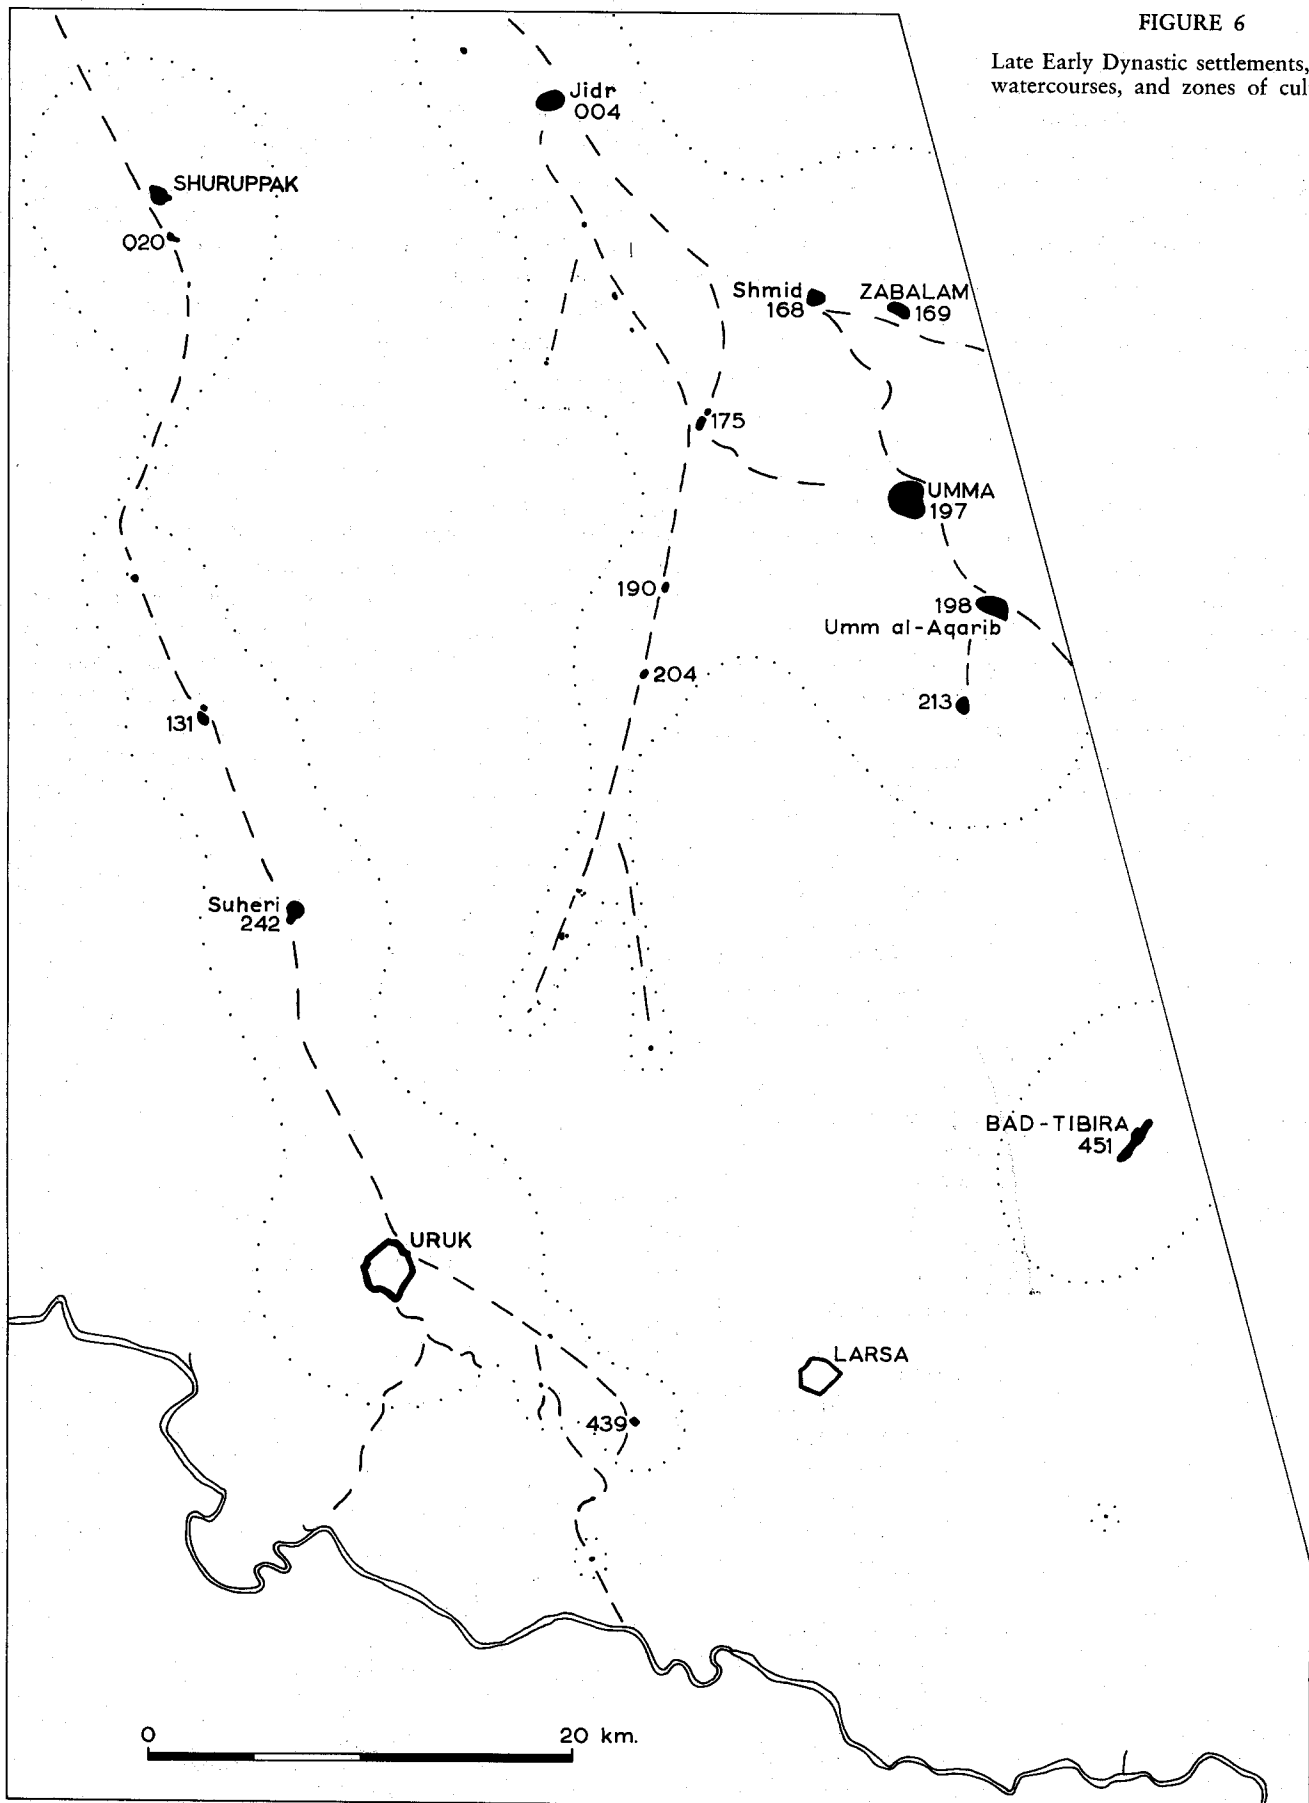 FIGURE 6
Late Early Dynastic settlements,
watercourses, and zones of cul
Jidr
004
SHURUPPAK
020
Shmid
168
ZABALAM
169
175
UMMA
197
190
198
Umm al-Aqarib
204
213
131
Suheri
242
BAD-TIBIRA
451
URUK
LARSA
439
0
20 km.